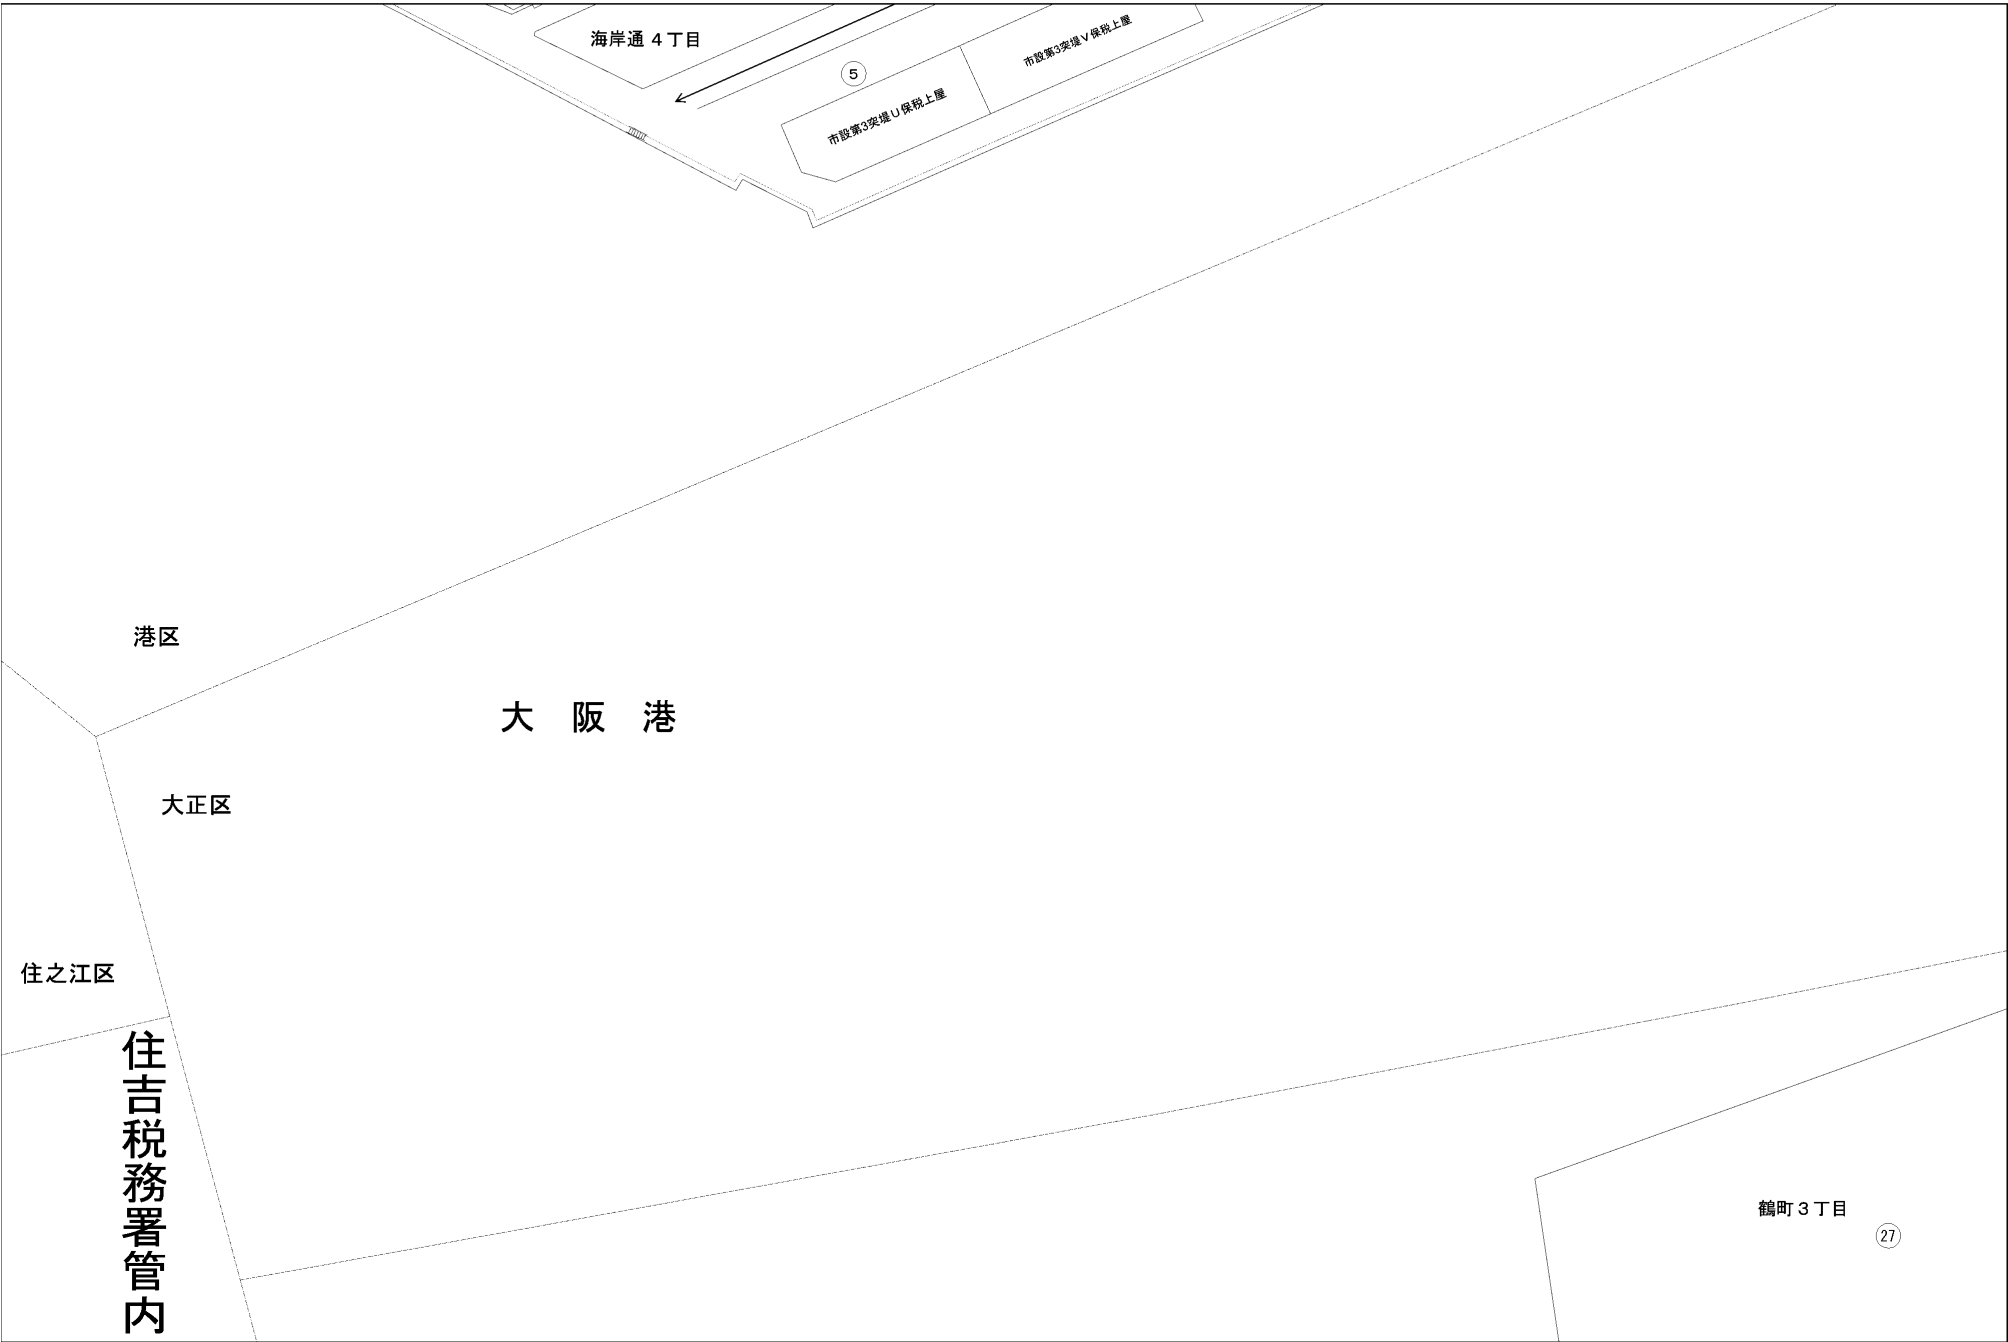 海岸通４丁目
市設第3突堤Ｖ保税上屋
5
市設第3突堤Ｕ保税上屋
港区
大阪港
大正区
住之江区
住吉税務署管内
鶴町３丁目
27